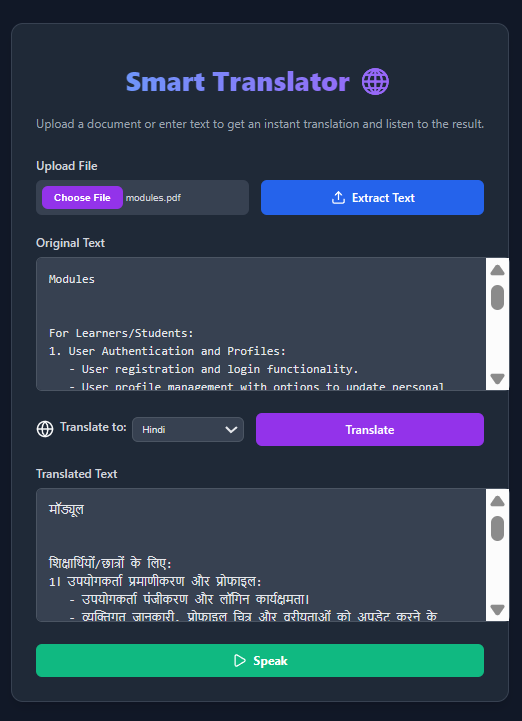 Smart Translator
Upload a document or enter text to get an instant translation and listen to the result.
Upload File
Choose File modules.pdf
Extract Text
Original Text
Modules
For Learners/Students:
1. User Authentication and Profiles:
- User registration and login functionality.
- User profile management with options to update personal
Translate to: Hindi
Translate
Translated Text
मॉड्यूल
शिक्षार्थियों/छात्रों के लिए:
1। उपयोगकर्ता प्रमाणीकरण और प्रोफाइल:
- उपयोगकर्ता पंजीकरण और लॉगिन कार्यक्षमता।
- व्यक्तिगत जानकारी, प्रोफाइल चित्र और वरीयताओं को अपडेट करने के
Speak